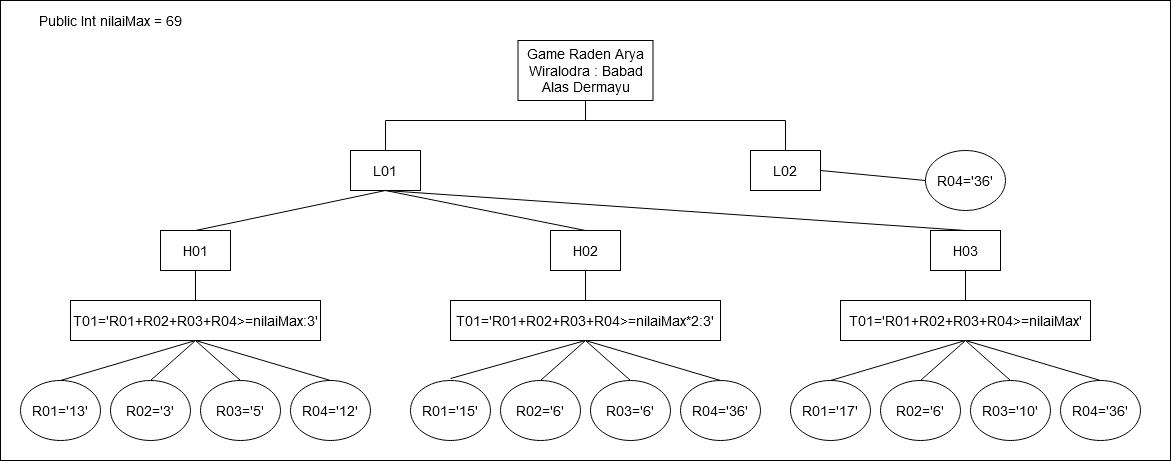 Public Int nilaiMax = 69
Game Raden Arya
Wiralodra : Babad
Alas Dermayu
L01
L02
R04='36'
H01
H02
H03
T01='R01+R02+R03+R04>=nilaiMax:3'
T01='R01+R02+R03+R04>=nilaiMax*2:3'
T01='R01+R02+R03+R04>=nilaiMax'
R01='13'
R02='3'
R03='5'
R04='12'
R01='15'
R02='6'
R03='6'
R04='36'
R01='17'
R02='6'
R03='10'
R04='36'